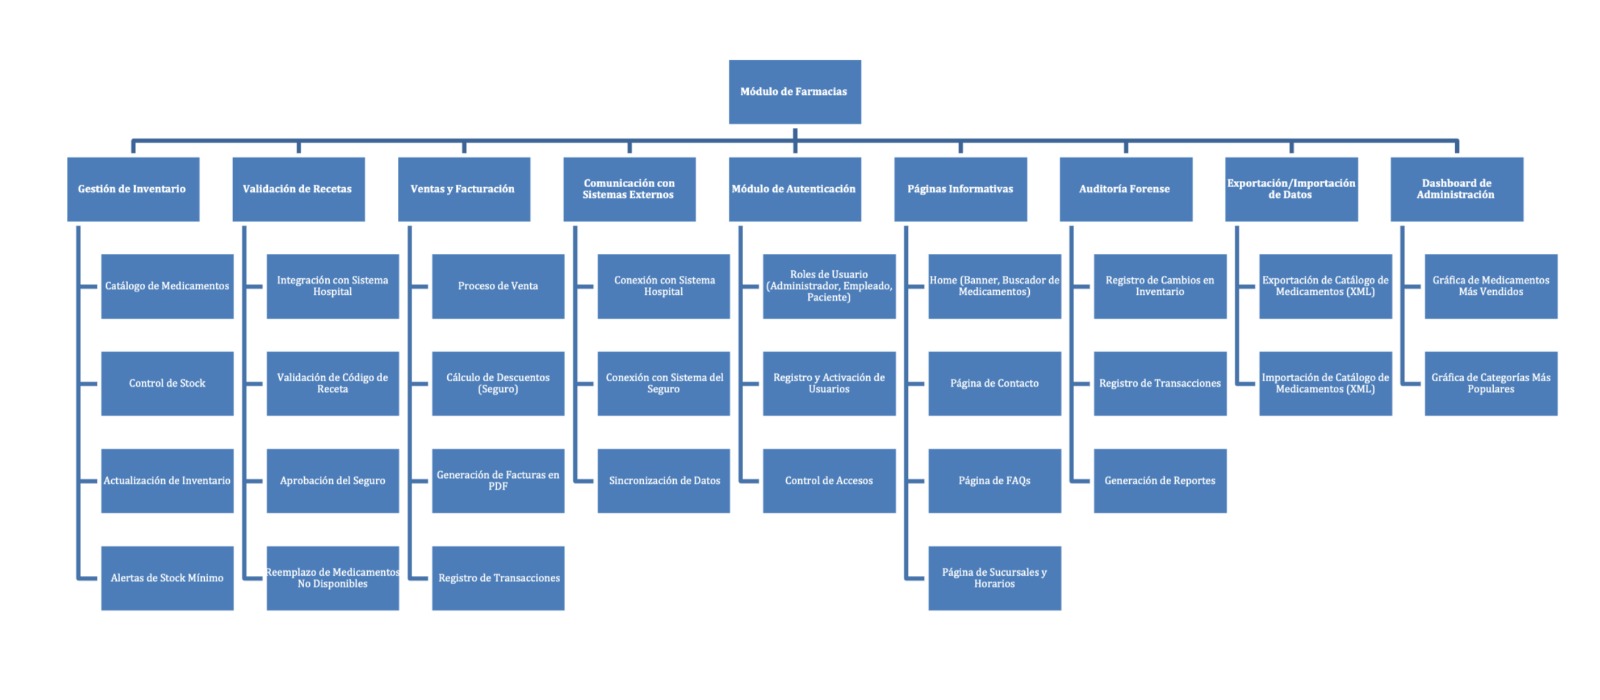 Módulo de Farmacias
Gestión de Inventario
Catálogo de Medicamentos
Control de Stock
Actualización de Inventario
Alertas de Stock Mínimo
Validación de Recetas
Integración con Sistema
Hospital
Validación de Código de
Receta
Aprobación del Seguro
Reemplazo de Medicamentos
No Disponibles
Ventas y Facturación
Proceso de Venta
Cálculo de Descuentos
(Seguro)
Generación de Facturas en
PDF
Registro de Transacciones
Comunicación con
Sistemas Externos
Conexión con Sistema
Hospital
Conexión con Sistema del
Seguro
Sincronización de Datos
Módulo de Autenticación
Roles de Usuario
(Administrador, Empleado,
Paciente)
Registro y Activación de
Usuarios
Control de Accesos
Páginas Informativas
Home (Banner, Buscador de
Medicamentos)
Página de Contacto
Página de FAQs
Página de Sucursales y
Horarios
Auditoría Forense
Registro de Cambios en
Inventario
Registro de Transacciones
Generación de Reportes
Exportación/Importación
de Datos
Exportación de Catálogo de
Medicamentos (XML)
Importación de Catálogo de
Medicamentos (XML)
Dashboard de
Administración
Gráfica de Medicamentos
Más Vendidos
Gráfica de Categorías Más
Populares